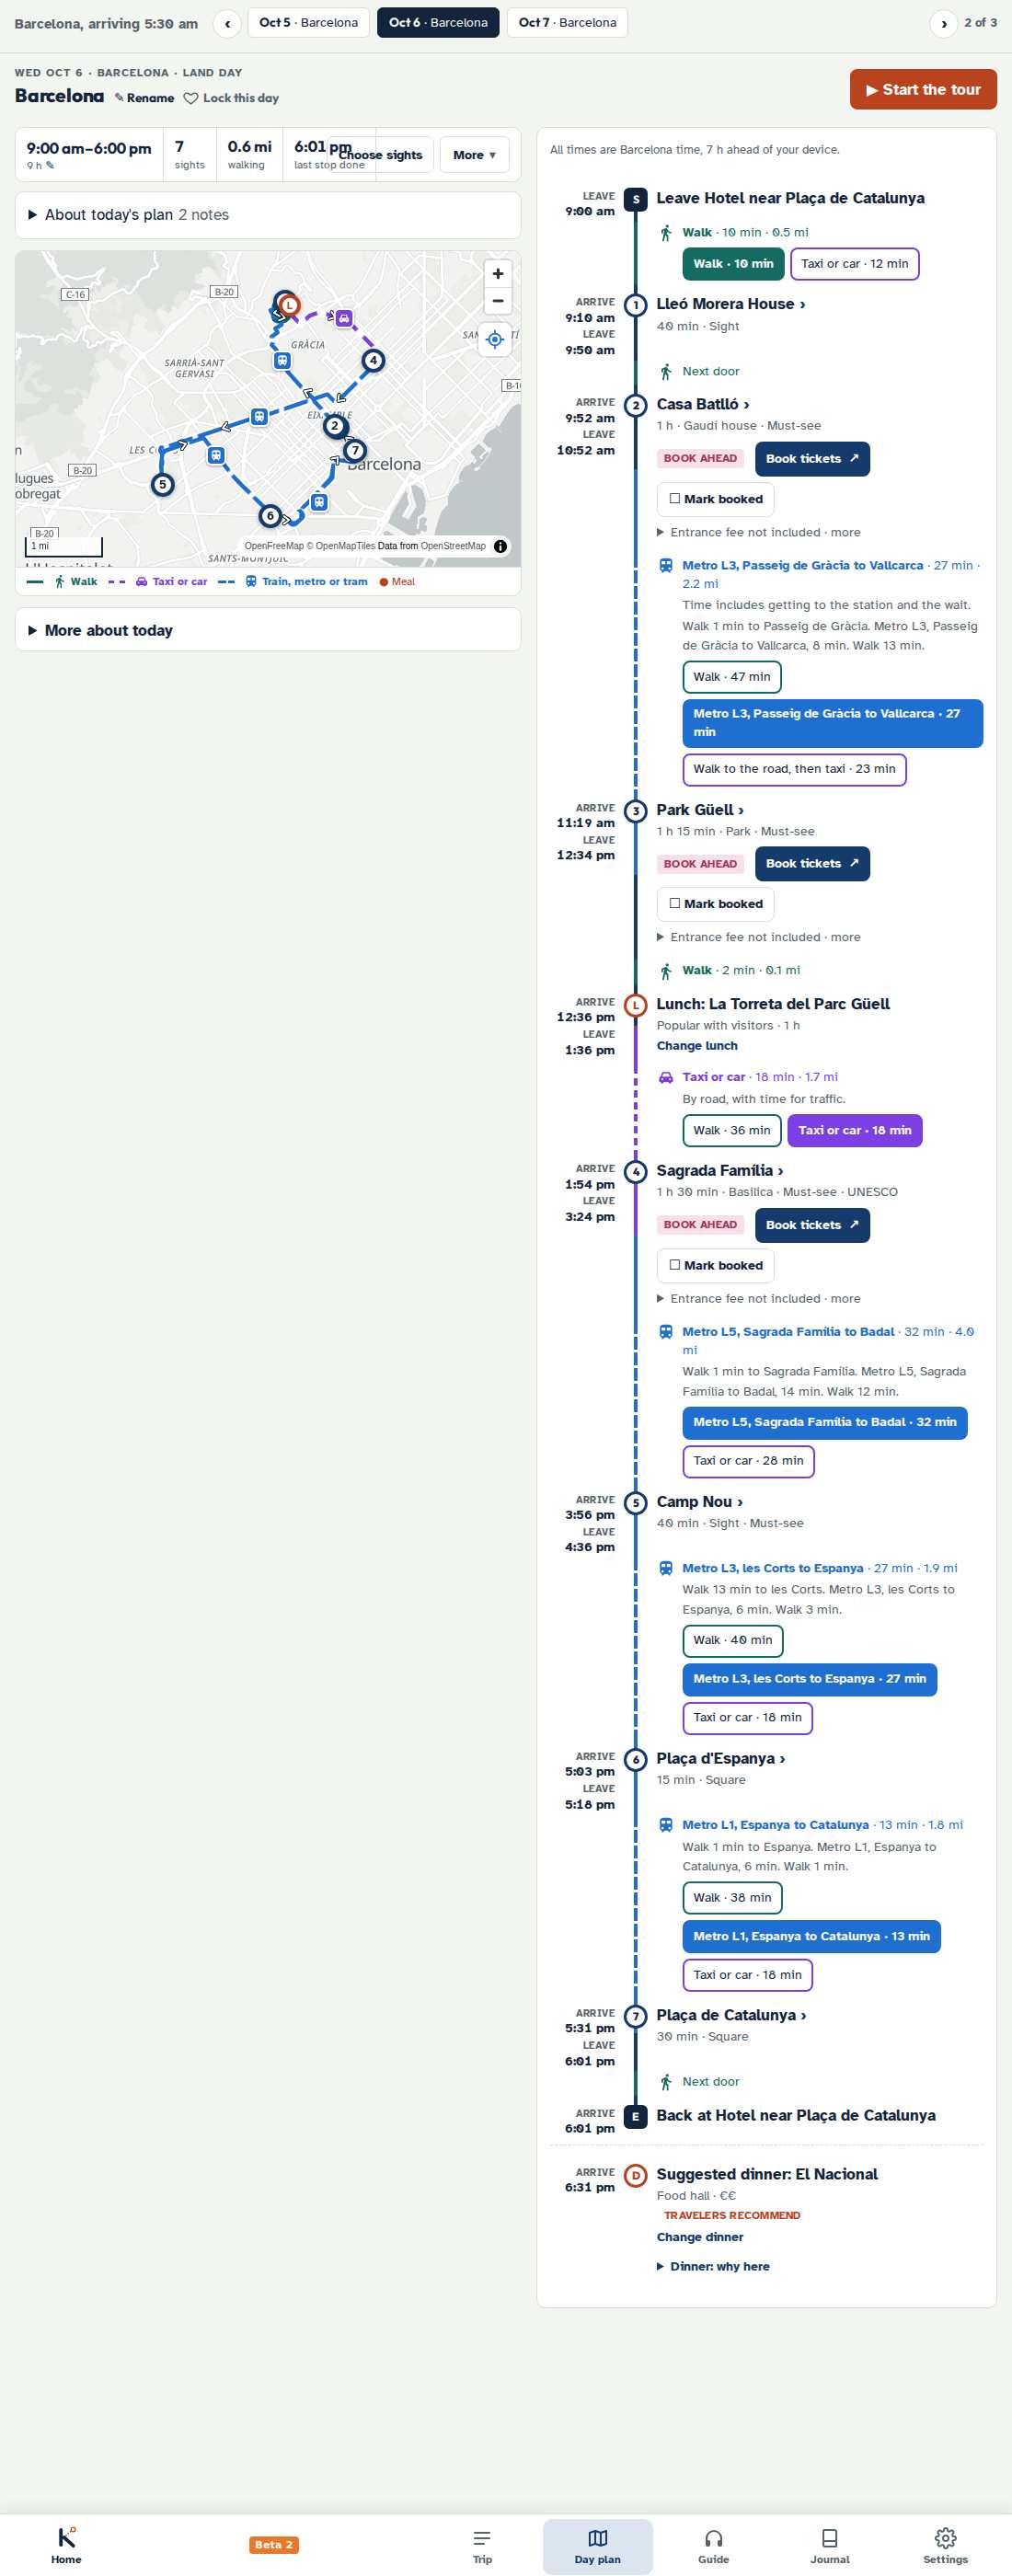 Barcelona, arriving 5:30 am
‹
Oct 5 · Barcelona
Oct 6 · Barcelona
Oct 7 · Barcelona
›
2 of 3
WED OCT 6 · BARCELONA · LAND DAY
Barcelona
✎ Rename
Lock this day
▶ Start the tour
9:00 am–6:00 pm
9 h ✎
7
sights
0.6 mi
walking
6:01 pm
last stop done
Choose sights
More ▾
▶ About today's plan 2 notes
C-16
B-20
GRÀCIA
SARRIÀ-SANT
GERVASI
L
4
2
7
Barcelona
B-20
5
6
B-20
1 mi
SANTS-MONTJUÏC
+
−
OpenFreeMap © OpenMapTiles Data from OpenStreetMap
Walk
Taxi or car
Train, metro or tram
Meal
▶ More about today
All times are Barcelona time, 7 h ahead of your device.
LEAVE
9:00 am
S
Leave Hotel near Plaça de Catalunya
Walk · 10 min · 0.5 mi
Walk · 10 min
Taxi or car · 12 min
ARRIVE
9:10 am
LEAVE
9:50 am
1
Lleó Morera House ›
40 min · Sight
Next door
ARRIVE
9:52 am
LEAVE
10:52 am
2
Casa Batlló ›
1 h · Gaudí house · Must-see
BOOK AHEAD
Book tickets ↗
☐ Mark booked
▶ Entrance fee not included · more
Metro L3, Passeig de Gràcia to Vallcarca · 27 min ·
2.2 mi
Time includes getting to the station and the wait.
Walk 1 min to Passeig de Gràcia. Metro L3, Passeig
de Gràcia to Vallcarca, 8 min. Walk 13 min.
Walk · 47 min
Metro L3, Passeig de Gràcia to Vallcarca · 27
min
Walk to the road, then taxi · 23 min
ARRIVE
11:19 am
LEAVE
12:34 pm
3
Park Güell ›
1 h 15 min · Park · Must-see
BOOK AHEAD
Book tickets ↗
☐ Mark booked
▶ Entrance fee not included · more
Walk · 2 min · 0.1 mi
ARRIVE
12:36 pm
LEAVE
1:36 pm
L
Lunch: La Torreta del Parc Güell
Popular with visitors · 1 h
Change lunch
Taxi or car · 18 min · 1.7 mi
By road, with time for traffic.
Walk · 36 min
Taxi or car · 18 min
ARRIVE
1:54 pm
LEAVE
3:24 pm
4
Sagrada Família ›
1 h 30 min · Basilica · Must-see · UNESCO
BOOK AHEAD
Book tickets ↗
☐ Mark booked
▶ Entrance fee not included · more
Metro L5, Sagrada Família to Badal · 32 min · 4.0
mi
Walk 1 min to Sagrada Família. Metro L5, Sagrada
Família to Badal, 14 min. Walk 12 min.
Metro L5, Sagrada Família to Badal · 32 min
Taxi or car · 28 min
ARRIVE
3:56 pm
LEAVE
4:36 pm
5
Camp Nou ›
40 min · Sight · Must-see
Metro L3, les Corts to Espanya · 27 min · 1.9 mi
Walk 13 min to les Corts. Metro L3, les Corts to
Espanya, 6 min. Walk 3 min.
Walk · 40 min
Metro L3, les Corts to Espanya · 27 min
Taxi or car · 18 min
ARRIVE
5:03 pm
LEAVE
5:18 pm
6
Plaça d'Espanya ›
15 min · Square
Metro L1, Espanya to Catalunya · 13 min · 1.8 mi
Walk 1 min to Espanya. Metro L1, Espanya to
Catalunya, 6 min. Walk 1 min.
Walk · 38 min
Metro L1, Espanya to Catalunya · 13 min
Taxi or car · 18 min
ARRIVE
5:31 pm
LEAVE
6:01 pm
7
Plaça de Catalunya ›
30 min · Square
Next door
ARRIVE
6:01 pm
E
Back at Hotel near Plaça de Catalunya
ARRIVE
6:31 pm
D
Suggested dinner: El Nacional
Food hall · €€
TRAVELERS RECOMMEND
Change dinner
▶ Dinner: why here
Home
Beta 2
Trip
Day plan
Guide
Journal
Settings